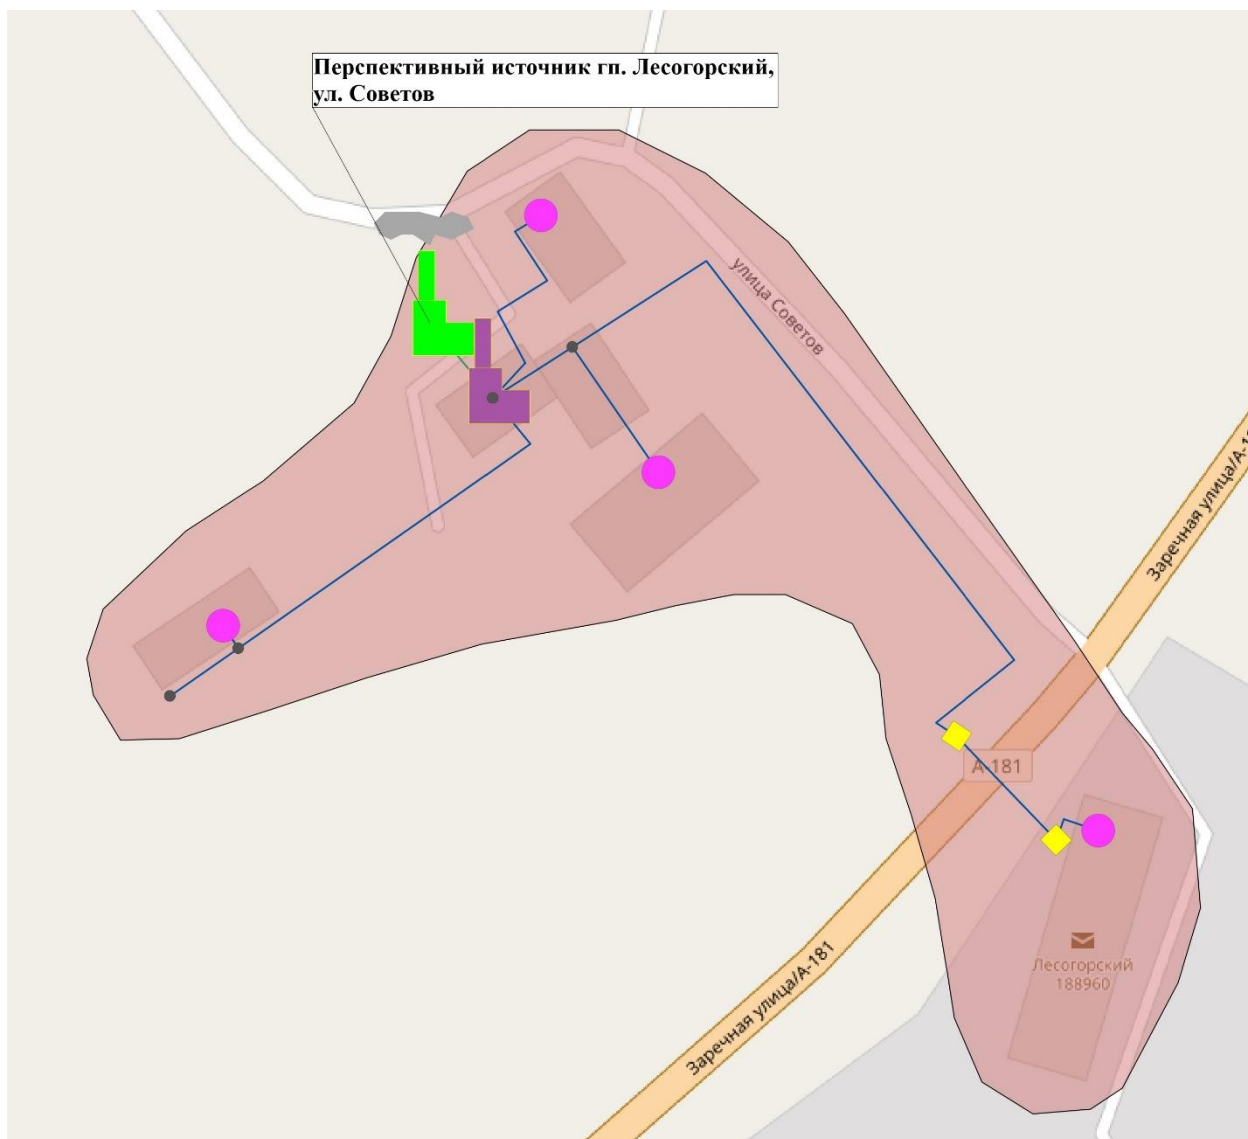 Перспективный источник гп. Лесогорский,
ул. Советов
улица Советов
Заречная улица/А-181
А-181
Лесогорский
188960
Заречная улица/А-181